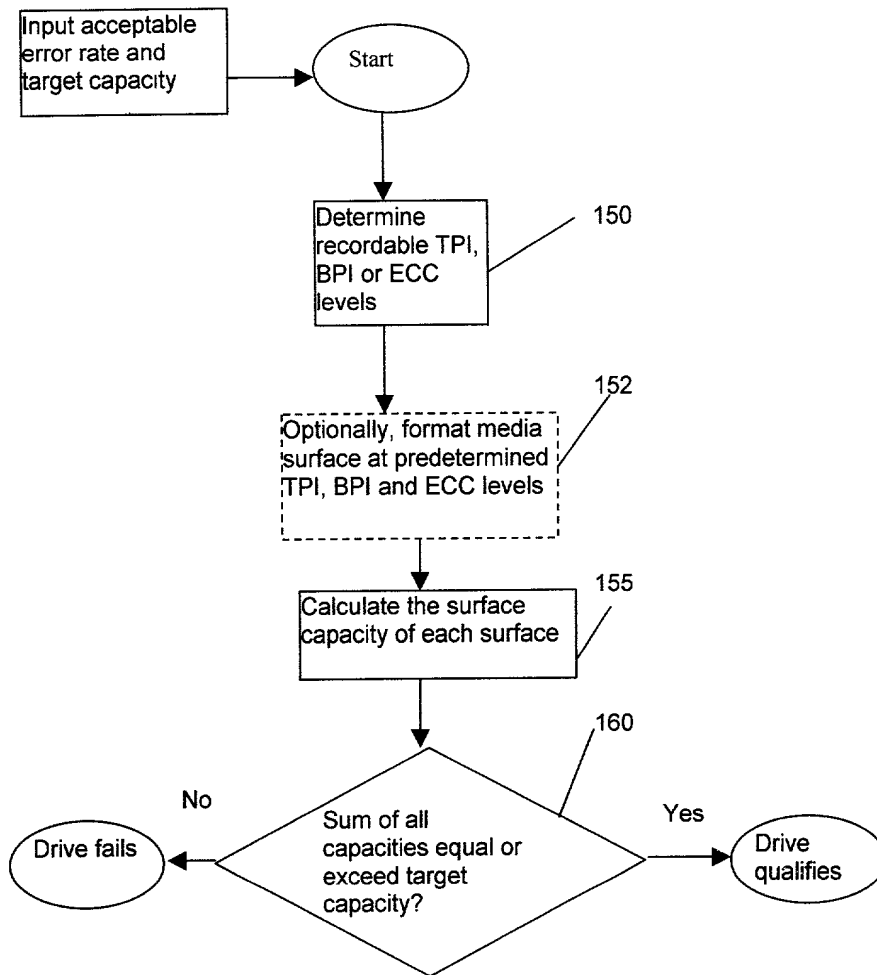 Input acceptable
error rate and
target capacity
Start
Determine
recordable TPI,
BPI or ECC
levels
150
Optionally, format media
surface at predetermined
TPI, BPI and ECC levels
152
Calculate the surface
capacity of each surface
155
160
No
Yes
Sum of all
capacities equal or
exceed target
capacity?
Drive fails
Drive
qualifies